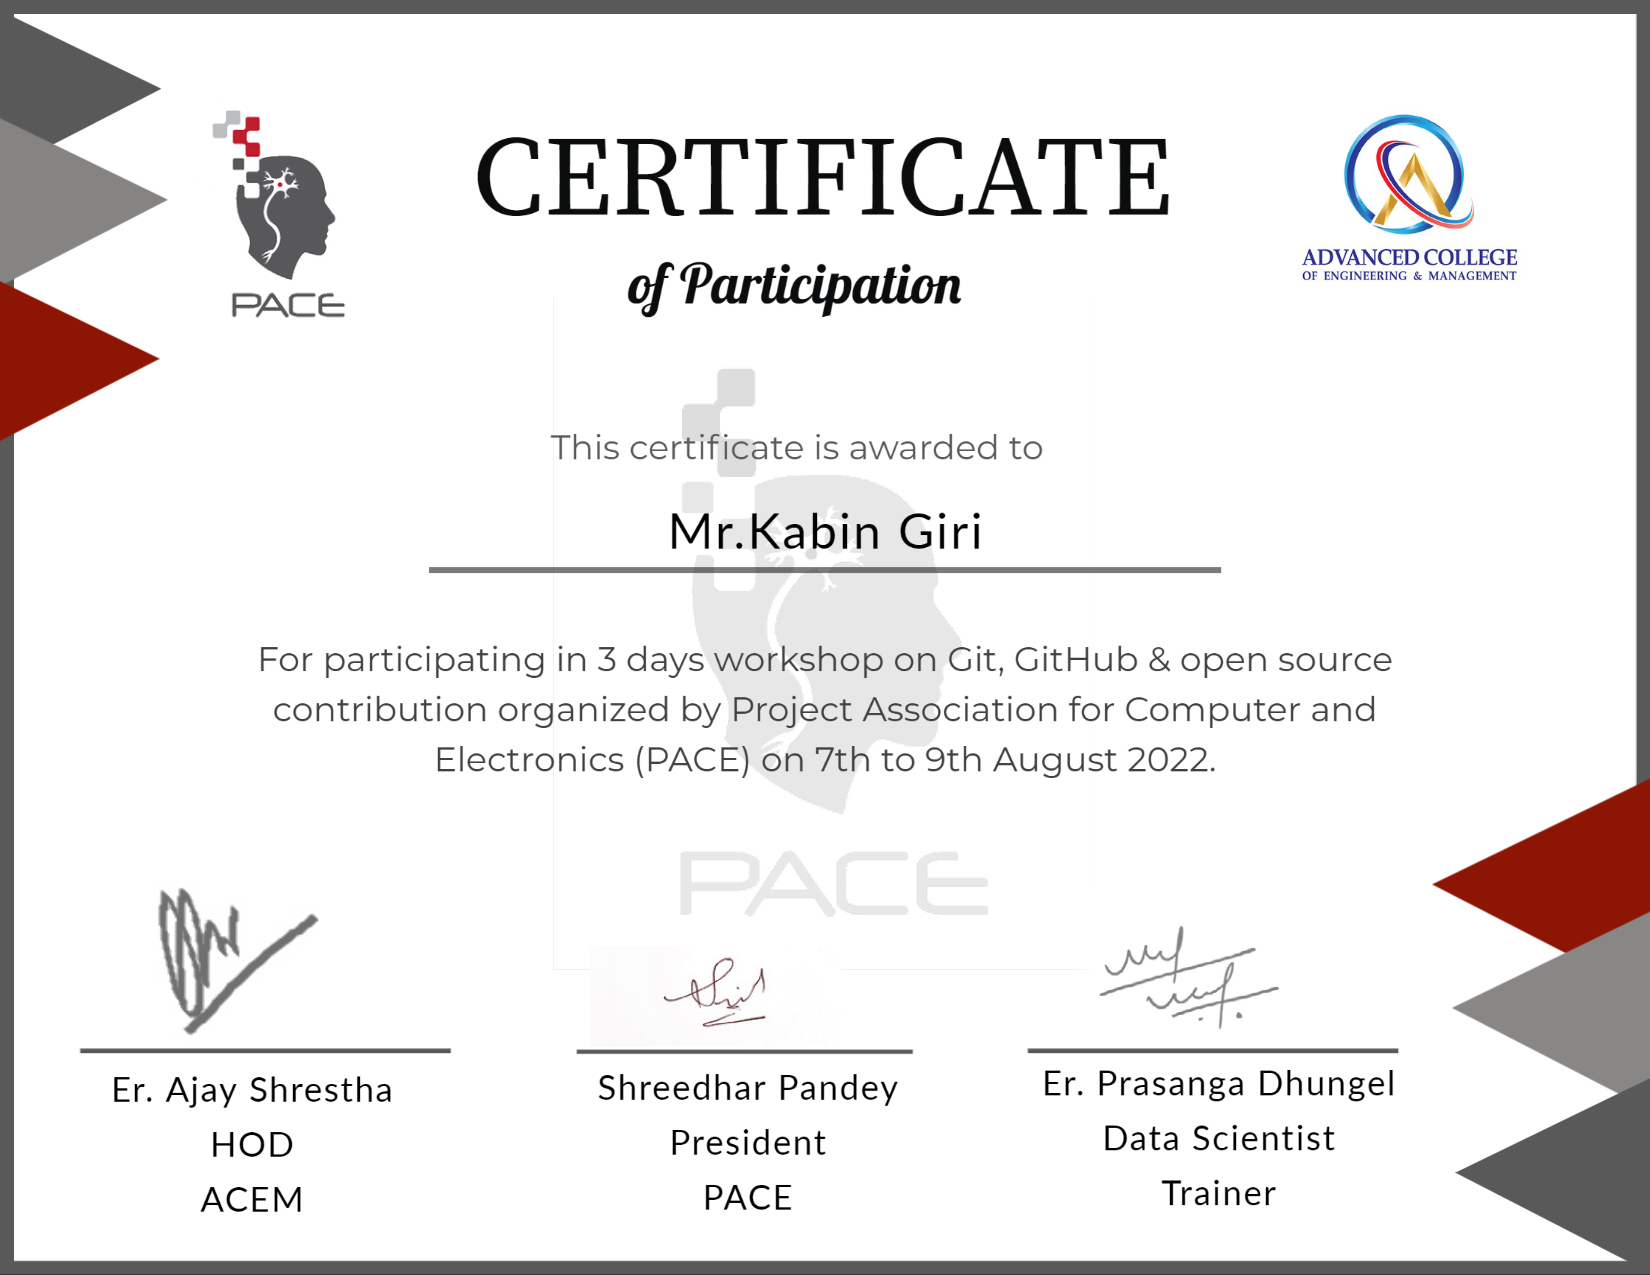 CERTIFICATE
of Participation
PACE
ADVANCED COLLEGE
OF ENGINEERING & MANAGEMENT
This certificate is awarded to
Mr.Kabin Giri
For participating in 3 days workshop on Git, GitHub & open source
contribution organized by Project Association for Computer and
Electronics (PACE) on 7th to 9th August 2022.
PACE
Er. Ajay Shrestha
HOD
ACEM
Shreedhar Pandey
President
PACE
Er. Prasanga Dhungel
Data Scientist
Trainer